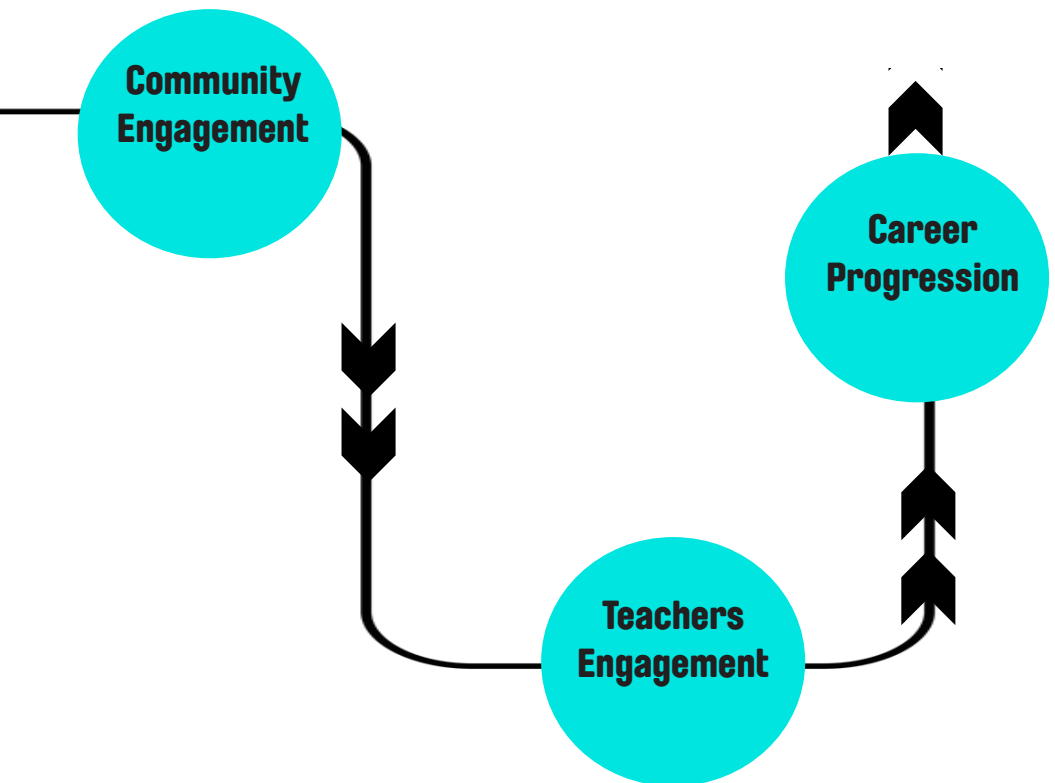 Community
Engagement
Career
Progression
Teachers
Engagement